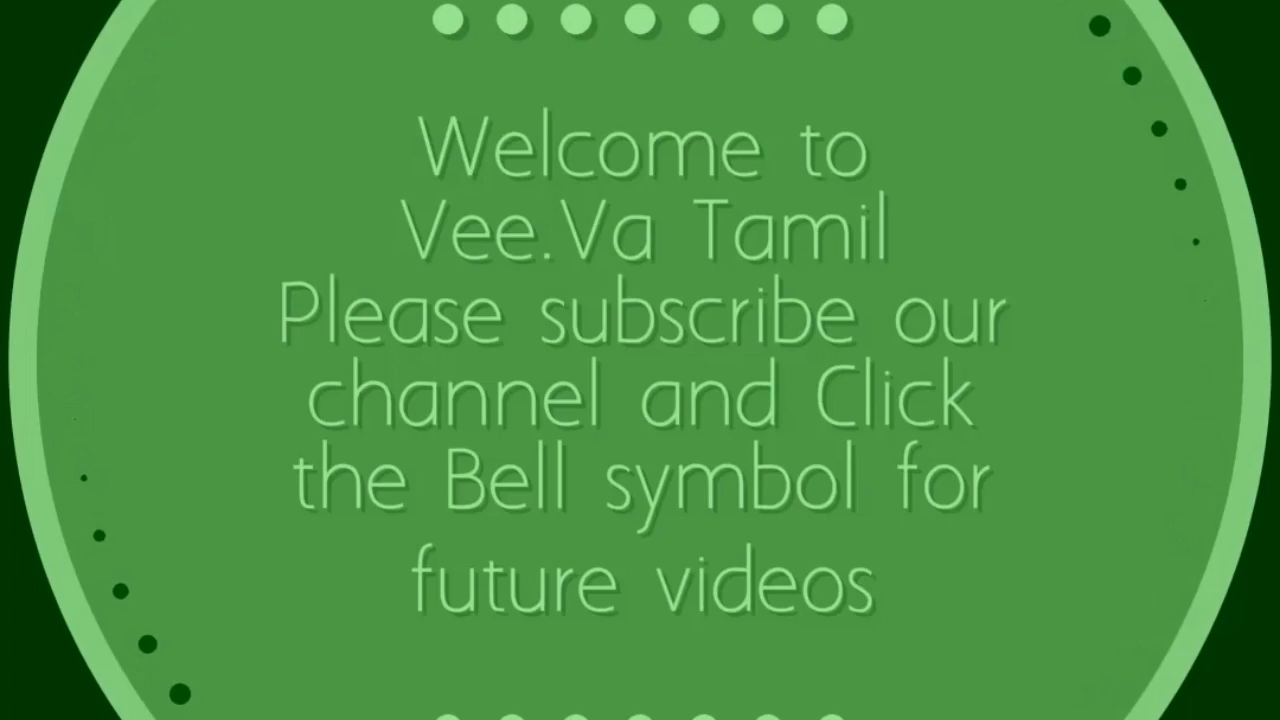 Welcome to
Vee.Va Tamil
Please subscribe our
channel and Click
the Bell symbol for
future videos